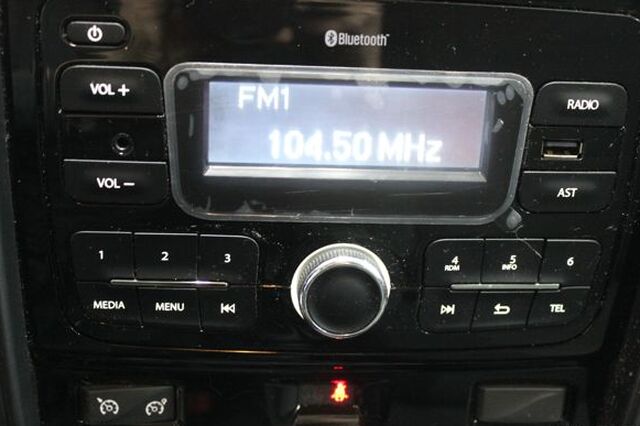 Bluetooth
VOL +
FM1
RADIO
104.50 MHz
VOL –
AST
1 2 3
4 RDM 5 INFO 6
MEDIA MENU
TEL